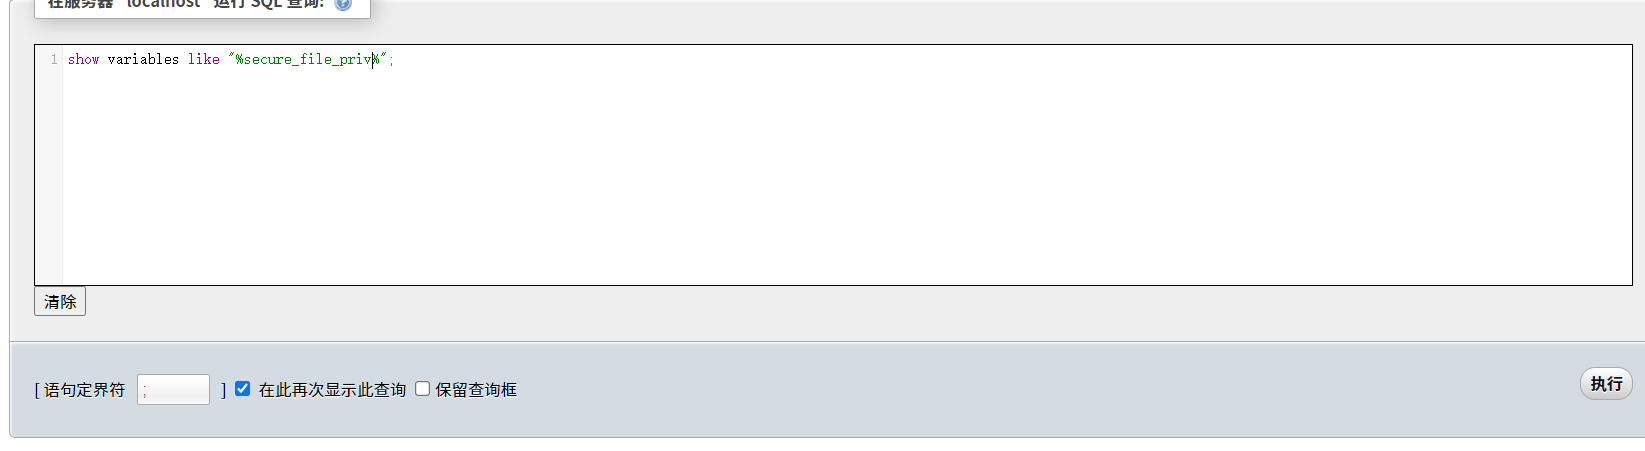 在服务器 "localhost" 运行 SQL 查询:
1 show variables like "%secure_file_priv%";
清除
[ 语句定界符 ; ] 在此再次显示此查询 保留查询框
执行